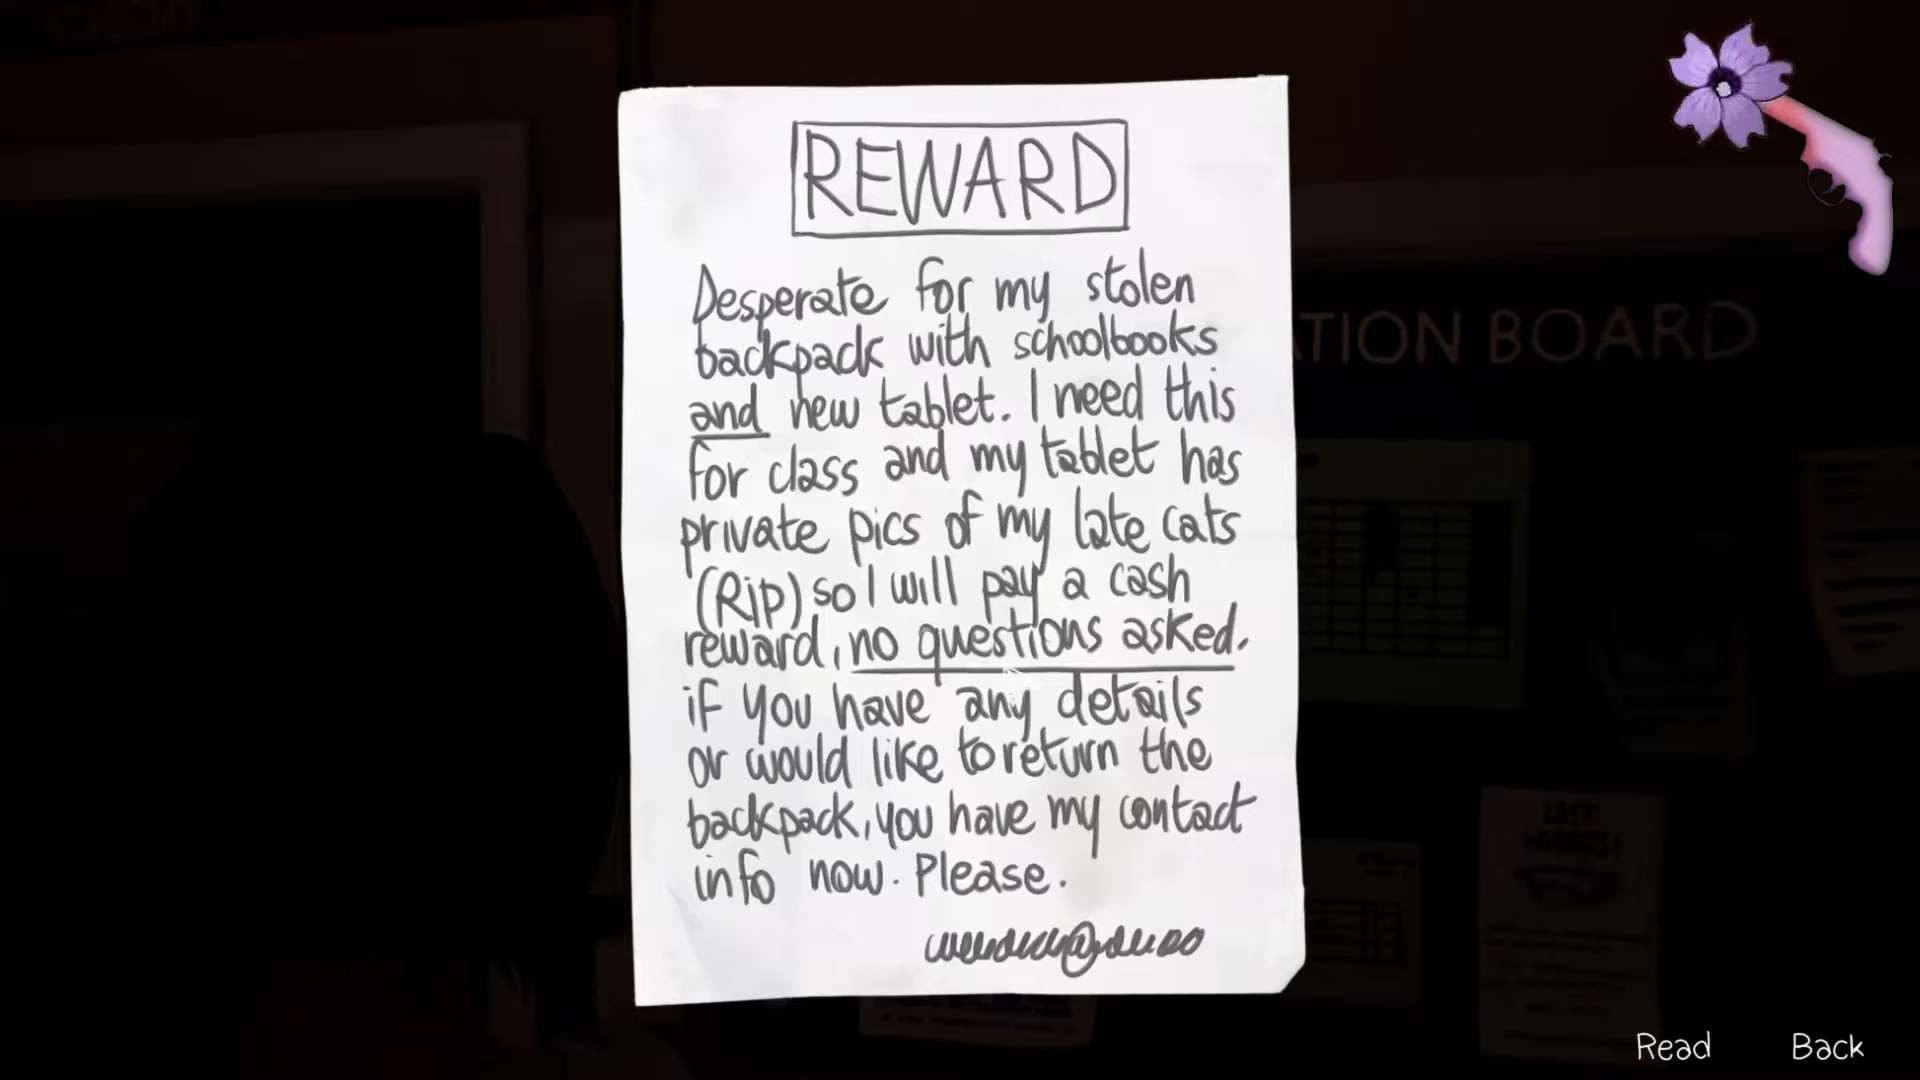 REWARD
Desperate for my stolen
backpack with schoolbooks
and new tablet. I need this
for class and my tablet has
private pics of my late cats
(RiP) so I will pay a cash
reward, no questions asked.
if you have any details
or would like to return the
backpack, you have my contact
info now. Please.
TION BOARD
LOST
Read Back